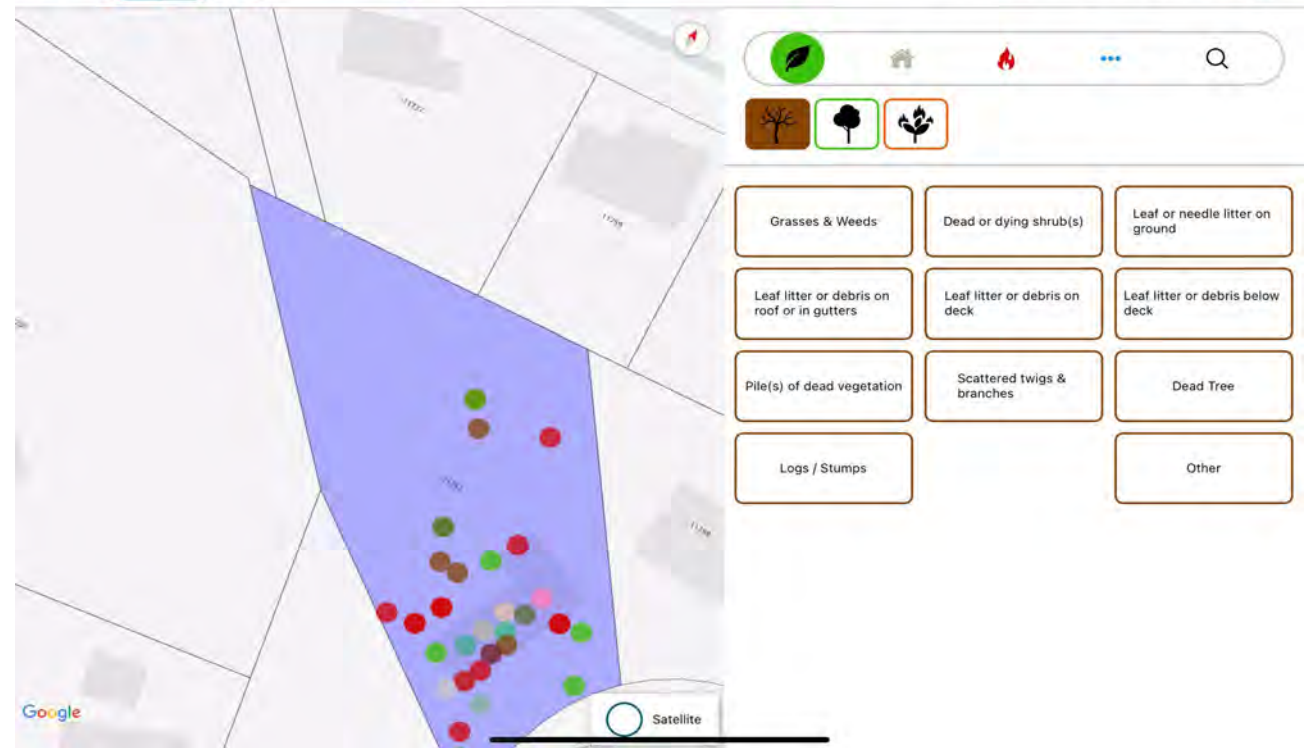 Grasses & Weeds
Dead or dying shrub(s)
Leaf or needle litter on
ground
Leaf litter or debris on
roof or in gutters
Leaf litter or debris on
deck
Leaf litter or debris below
deck
Pile(s) of dead vegetation
Scattered twigs &
branches
Dead Tree
Logs / Stumps
Other
Google
Satellite